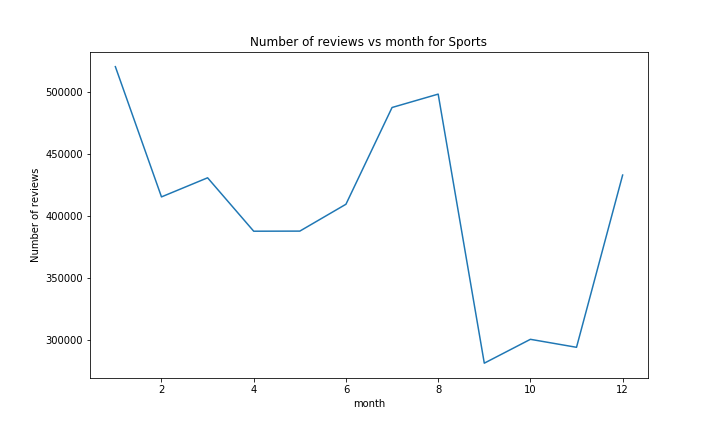 Number of reviews vs month for Sports
500000
450000
400000
350000
300000
Number of reviews
2 4 6 8 10 12
month